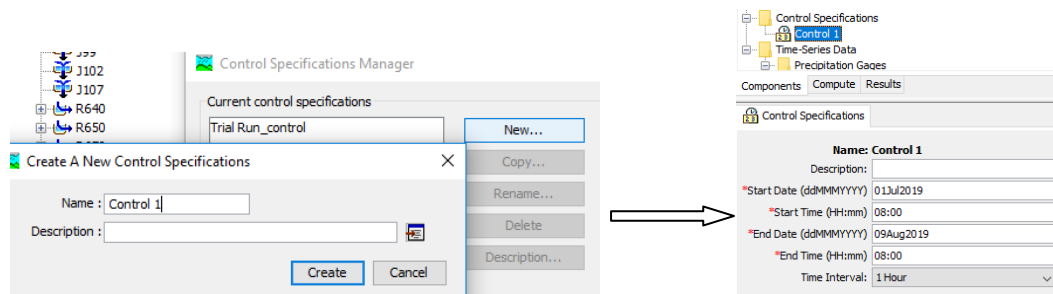 J99
J102
J107
R640
R650
Control Specifications Manager
Current control specifications
Trial Run_control
New...
Copy...
Rename...
Delete
Description...
Create A New Control Specifications
Name : Control 1
Description :
Create Cancel
Control Specifications
Control 1
Time-Series Data
Precipitation Gages
Components Compute Results
Control Specifications
Name: Control 1
Description:
*Start Date (ddMMMYYYY) 01Jul2019
*Start Time (HH:mm) 08:00
*End Date (ddMMMYYYY) 09Aug2019
*End Time (HH:mm) 08:00
Time Interval: 1 Hour